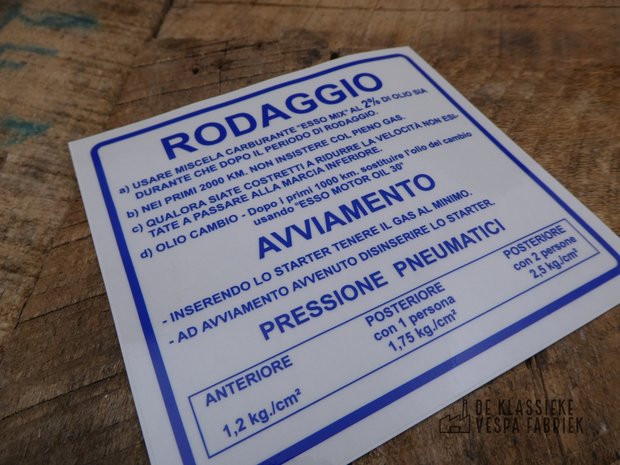 RODAGGIO
a) USARE MISCELA CARBURANTE "ESSO MIX" AL 2% DI OLIO SIA
DURANTE CHE DOPO IL PERIODO DI RODAGGIO.
b) NEI PRIMI 2000 KM. NON INSISTERE COL PIENO GAS.
c) QUALORA SIATE COSTRETTI A RIDURRE LA VELOCITÀ NON ESI-
TATE A PASSARE ALLA MARCIA INFERIORE.
d) OLIO CAMBIO - Dopo i primi 1000 km. sostituire l'olio del cambio
usando "ESSO MOTOR OIL 30"
AVVIAMENTO
- INSERENDO LO STARTER TENERE IL GAS AL MINIMO.
- AD AVVIAMENTO AVVENUTO DISINSERIRE LO STARTER.
PRESSIONE PNEUMATICI
ANTERIORE
1,2 kg./cm²
POSTERIORE
con 1 persona
1,75 kg./cm²
POSTERIORE
con 2 persone
2,5 kg./cm²
DE KLASSIEKE
VESPA FABRIEK